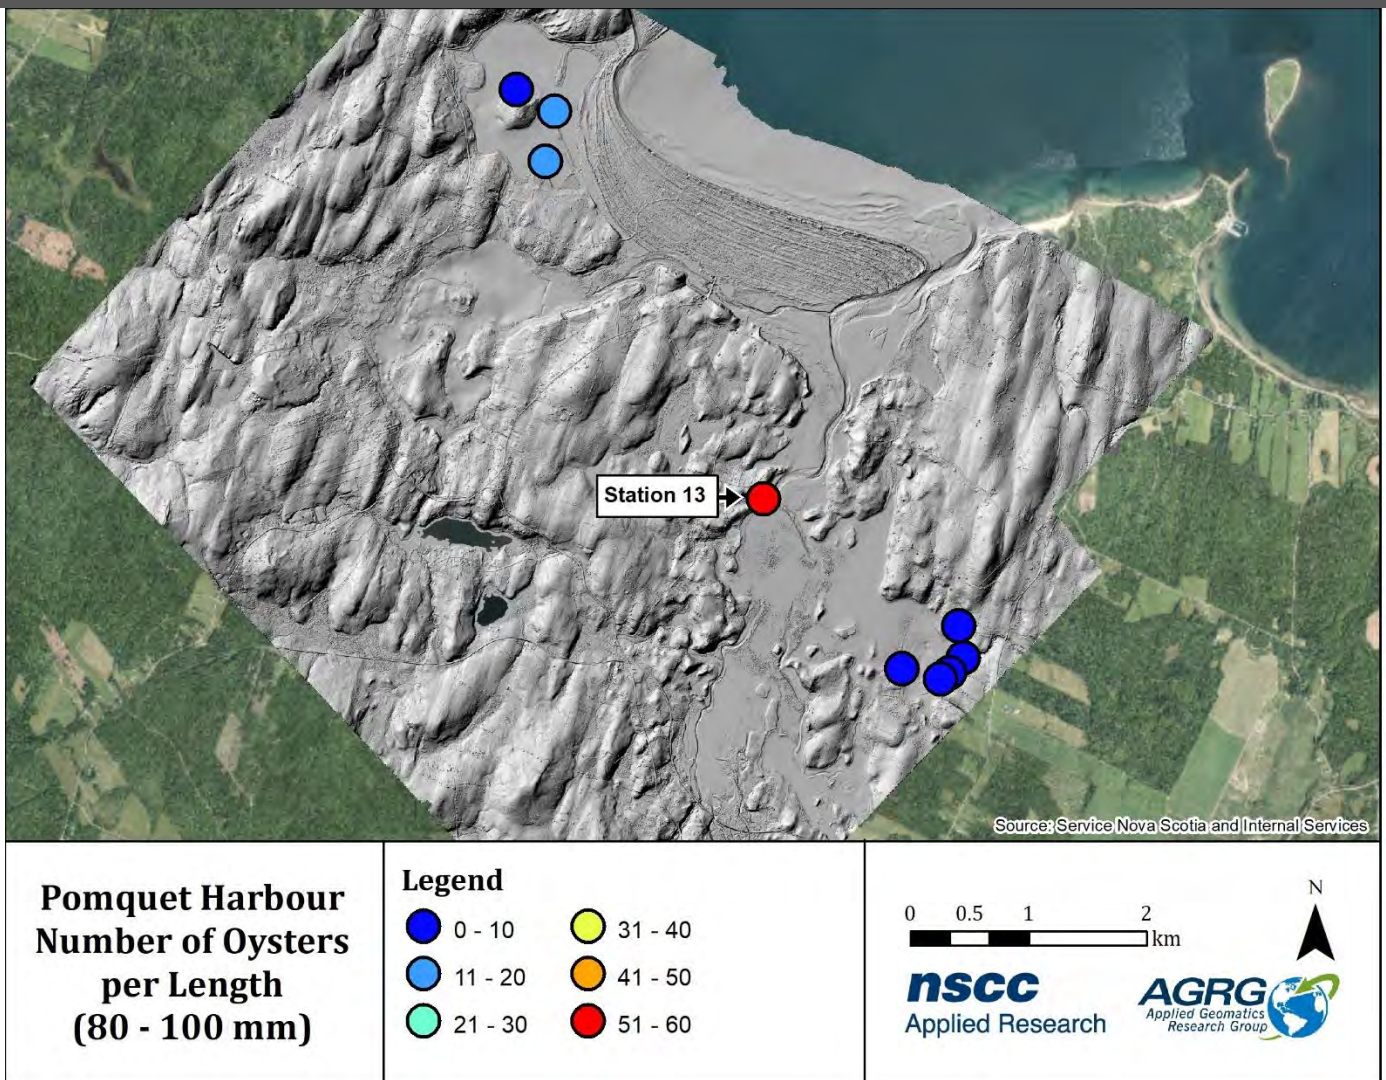 Station 13
Source: Service Nova Scotia and Internal Services
Pomquet Harbour
Number of Oysters
per Length
(80 - 100 mm)
Legend
0 - 10
11 - 20
21 - 30
31 - 40
41 - 50
51 - 60
0 0.5 1 2
km
N
nscc
Applied Research
AGRG
Applied Geomatics
Research Group